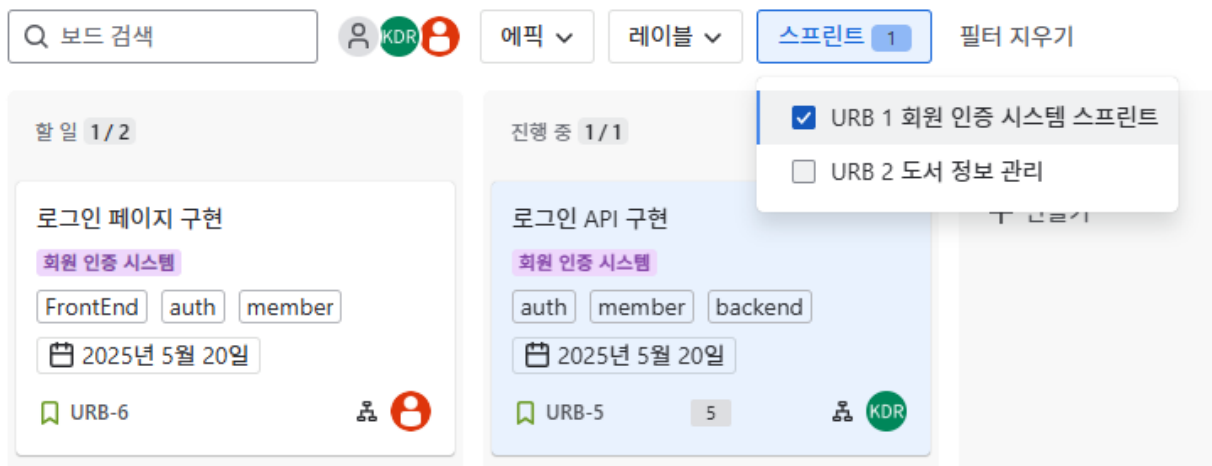 보드 검색
KDR
에픽
레이블
스프린트 1
필터 지우기
URB 1 회원 인증 시스템 스프린트
URB 2 도서 정보 관리
할 일 1 / 2
로그인 페이지 구현
회원 인증 시스템
FrontEnd auth member
2025년 5월 20일
URB-6
진행 중 1 / 1
로그인 API 구현
회원 인증 시스템
auth member backend
2025년 5월 20일
URB-5 5 KDR